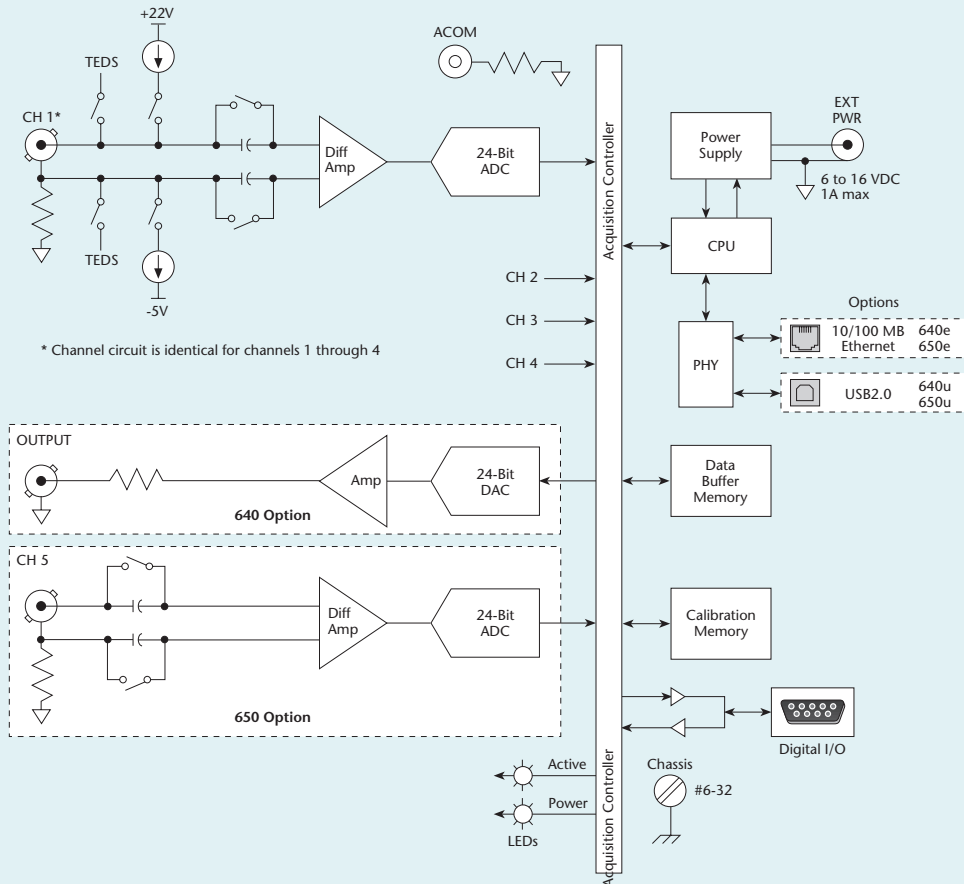 +22V
TEDS
CH 1*
Diff
Amp
24-Bit
ADC
TEDS
-5V
ACOM
Acquisition Controller
Power
Supply
EXT
PWR
6 to 16 VDC
1A max
CPU
CH 2
CH 3
CH 4
* Channel circuit is identical for channels 1 through 4
PHY
Options
10/100 MB
Ethernet
640e
650e
USB2.0
640u
650u
OUTPUT
Amp
24-Bit
DAC
640 Option
Data
Buffer
Memory
CH 5
Diff
Amp
24-Bit
ADC
650 Option
Calibration
Memory
Digital I/O
Active
Power
LEDs
Acquisition Controller
Chassis
#6-32